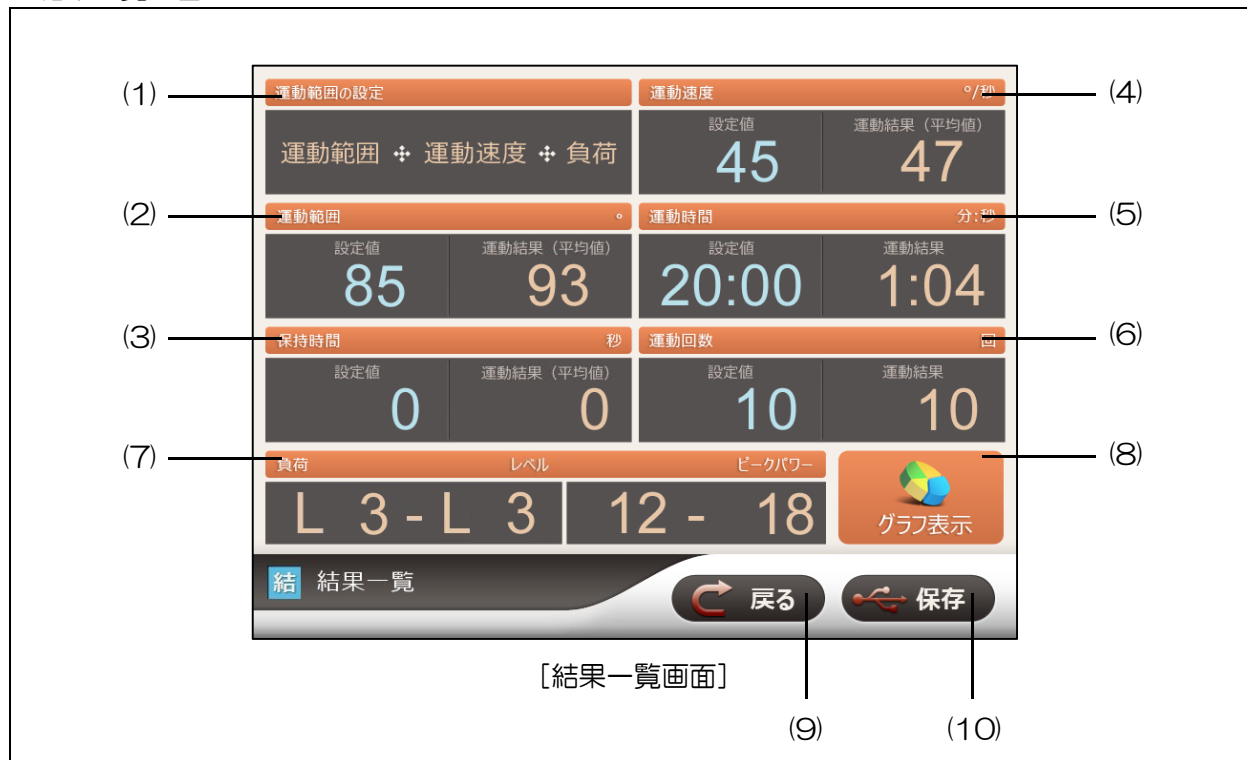 (1)
運動範囲の設定
運動範囲 ✣ 運動速度 ✣ 負荷
運動速度 °/秒
(4)
設定値 運動結果（平均値）
45 47
(2)
運動範囲 °
設定値 運動結果（平均値）
85 93
運動時間 分:秒
(5)
設定値 運動結果
20:00 1:04
(3)
保持時間 秒
設定値 運動結果（平均値）
0 0
運動回数 回
(6)
設定値 運動結果
10 10
(7)
負荷 レベル ピークパワー
L 3 - L 3 12 - 18
グラフ表示
(8)
結 結果一覧
戻る
保存
[結果一覧画面]
(9) (10)